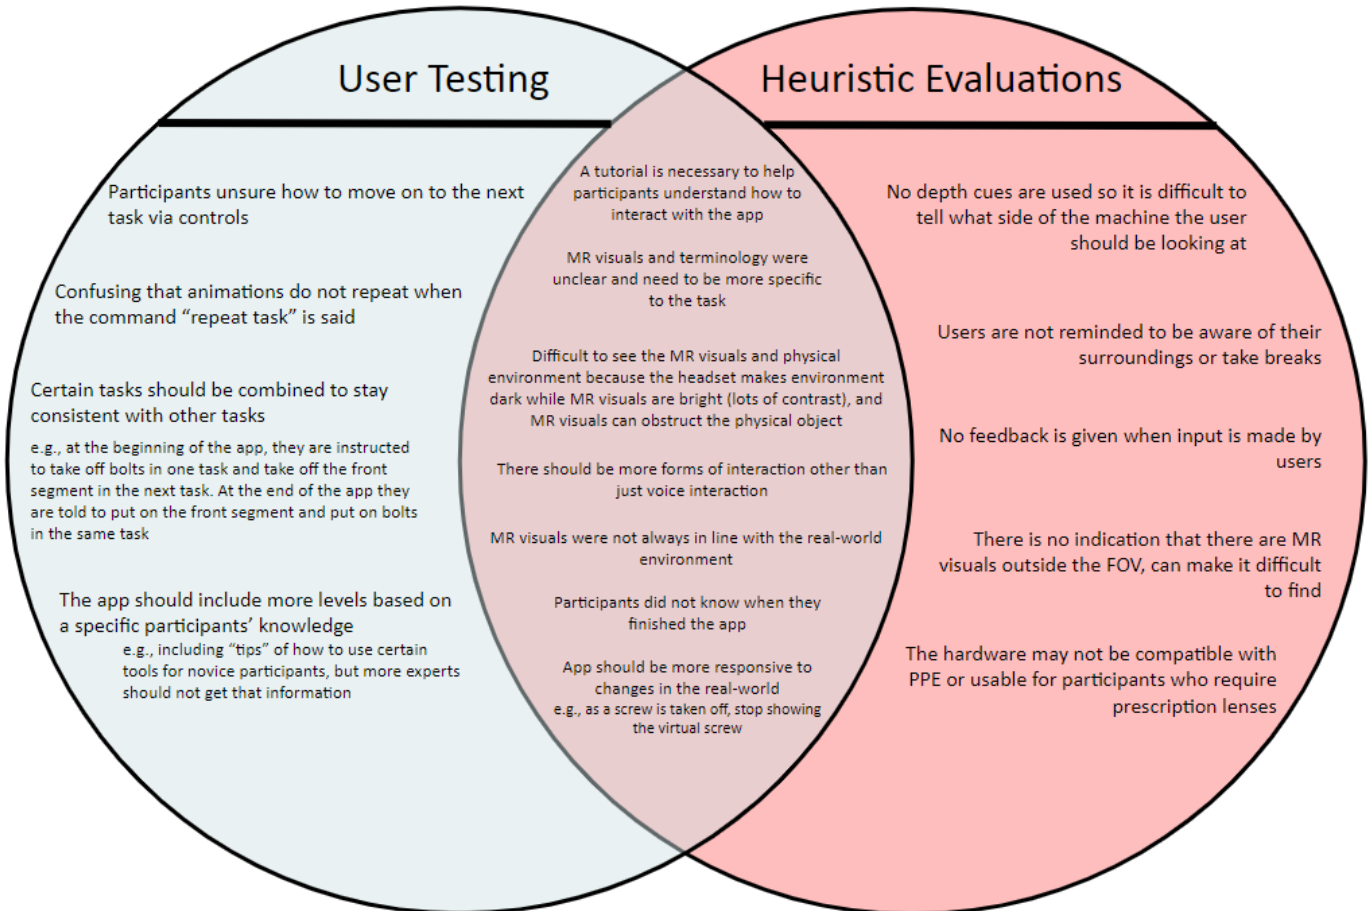 User Testing
Participants unsure how to move on to the next
task via controls
Confusing that animations do not repeat when
the command “repeat task” is said
Certain tasks should be combined to stay
consistent with other tasks
e.g., at the beginning of the app, they are instructed
to take off bolts in one task and take off the front
segment in the next task. At the end of the app they
are told to put on the front segment and put on bolts
in the same task
The app should include more levels based on
a specific participants’ knowledge
e.g., including “tips” of how to use certain
tools for novice participants, but more experts
should not get that information
A tutorial is necessary to help
participants understand how to
interact with the app
MR visuals and terminology were
unclear and need to be more specific
to the task
Difficult to see the MR visuals and physical
environment because the headset makes environment
dark while MR visuals are bright (lots of contrast), and
MR visuals can obstruct the physical object
There should be more forms of interaction other than
just voice interaction
MR visuals were not always in line with the real-world
environment
Participants did not know when they
finished the app
App should be more responsive to
changes in the real-world
e.g., as a screw is taken off, stop showing
the virtual screw
Heuristic Evaluations
No depth cues are used so it is difficult to
tell what side of the machine the user
should be looking at
Users are not reminded to be aware of their
surroundings or take breaks
No feedback is given when input is made by
users
There is no indication that there are MR
visuals outside the FOV, can make it difficult
to find
The hardware may not be compatible with
PPE or usable for participants who require
prescription lenses